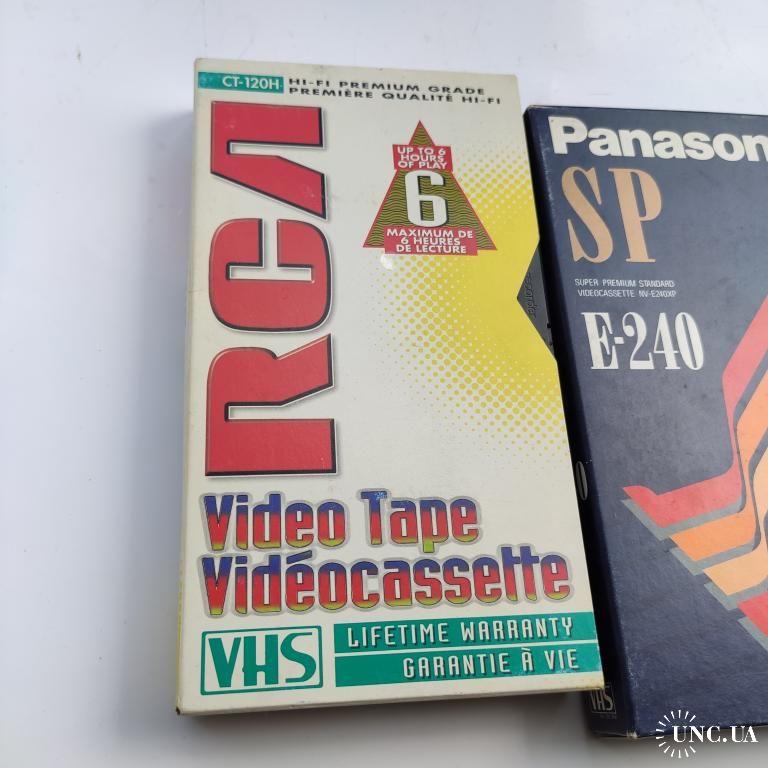 CT-120H
HI-FI PREMIUM GRADE
PREMIÈRE QUALITÉ HI-FI
RCA
UP TO 6
HOURS
OF PLAY
6
MAXIMUM DE
6 HEURES
DE LECTURE
Video Tape
Vidéocassette
VHS
LIFETIME WARRANTY
GARANTIE À VIE
Panason
SP
SUPER PREMIUM STANDARD
VIDEOCASSETTE NV-E240XP
E-240
VHS
UNC.UA